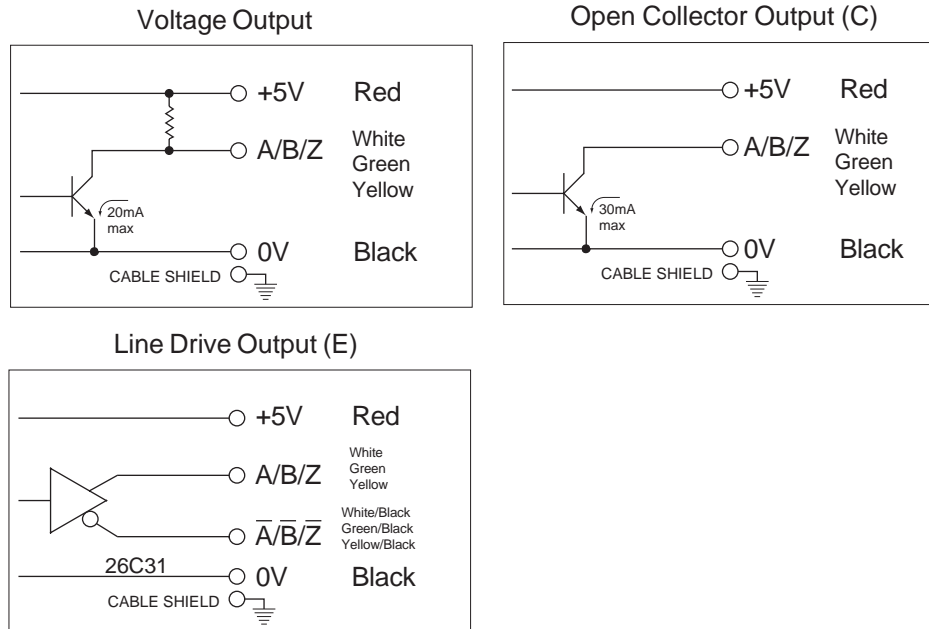 Voltage Output
+5V Red
A/B/Z White
Green
Yellow
20mA
max
0V Black
CABLE SHIELD
Open Collector Output (C)
+5V Red
A/B/Z White
Green
Yellow
30mA
max
0V Black
CABLE SHIELD
Line Drive Output (E)
+5V Red
A/B/Z White
Green
Yellow
A̅/B̅/Z̅ White/Black
Green/Black
Yellow/Black
26C31
0V Black
CABLE SHIELD